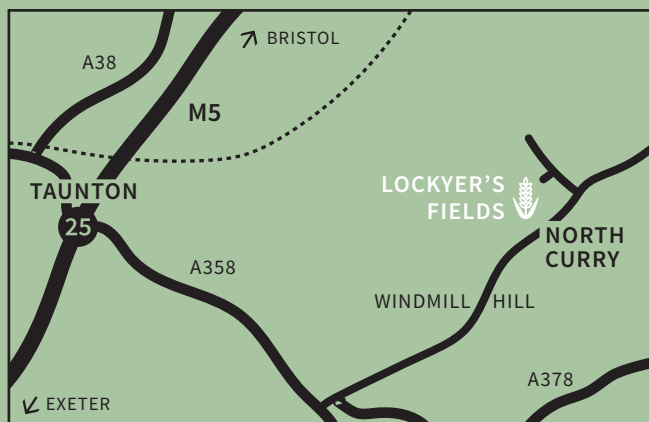 BRISTOL
A38
M5
LOCKYER'S
FIELDS
TAUNTON
25
NORTH
CURRY
A358
WINDMILL HILL
A378
EXETER